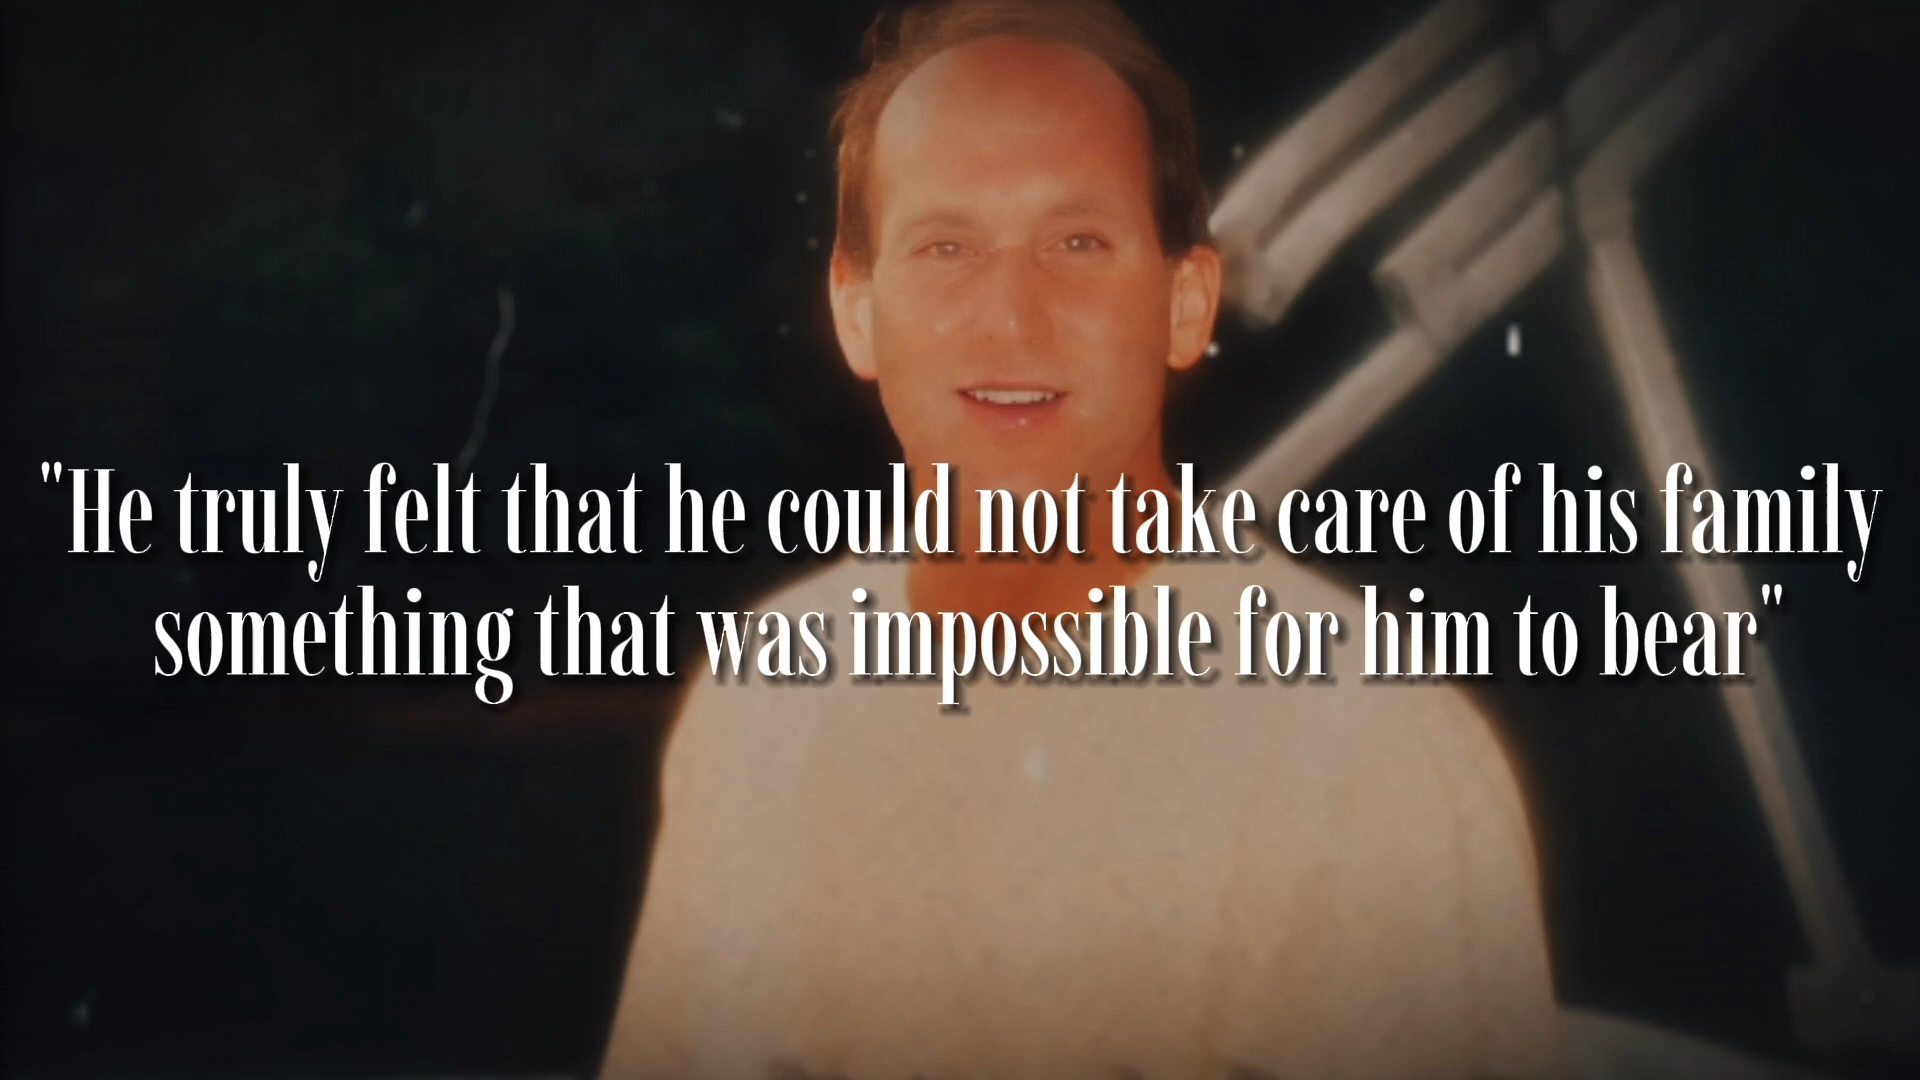 "He truly felt that he could not take care of his family
something that was impossible for him to bear"